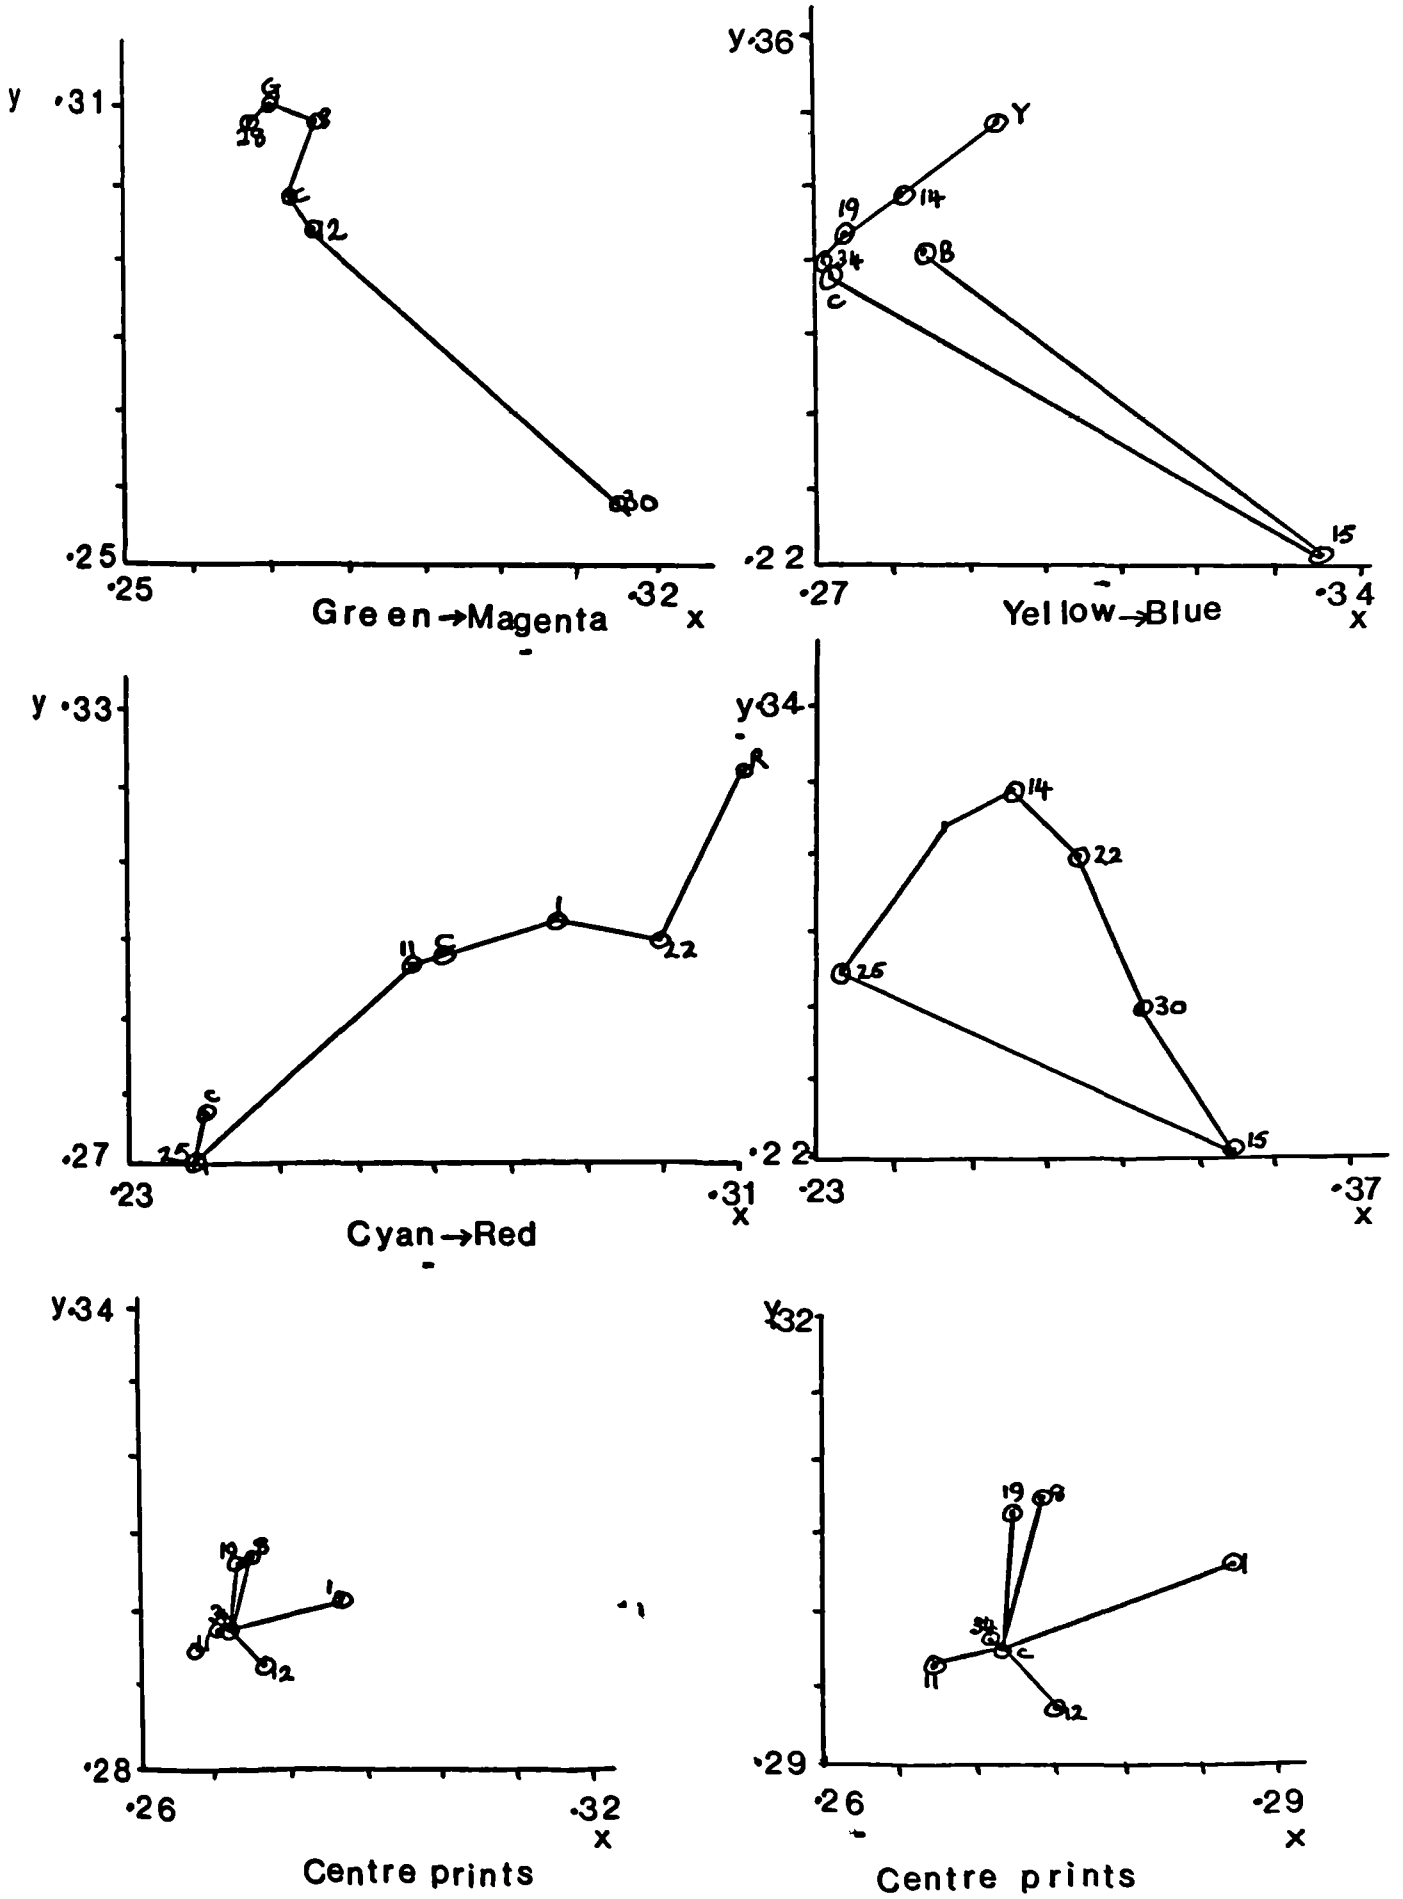 y .31
G
28
8
C
12
30
.25
.25 .32
Green→Magenta x
y.36
Y
14
19
34
B
C
15
.22
.27 .34
Yellow→Blue x
y .33
R
1
11 C
22
C
25
.27
.23 .31
x
Cyan→Red
y.34
14
22
25
30
15
.22
.23 .37
x
y.34
19 8
1
34
12
.28
.26 .32
x
Centre prints
y.32
19 8
1
34
C
11
12
.29
.26 .29
x
Centre prints